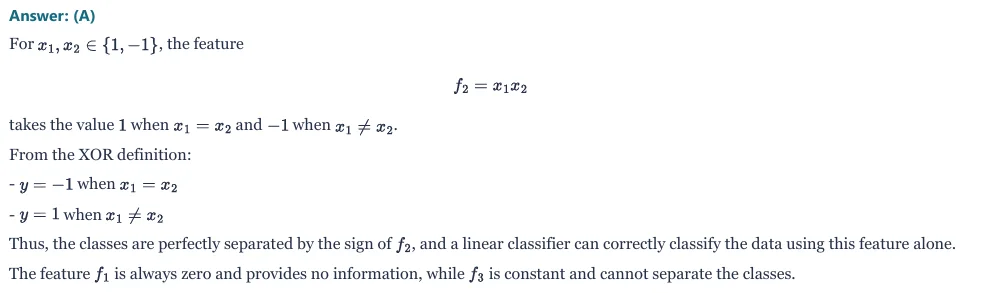 Answer: (A)
For x₁, x₂ ∈ {1, −1}, the feature
f₂ = x₁x₂
takes the value 1 when x₁ = x₂ and −1 when x₁ ≠ x₂.
From the XOR definition:
- y = −1 when x₁ = x₂
- y = 1 when x₁ ≠ x₂
Thus, the classes are perfectly separated by the sign of f₂, and a linear classifier can correctly classify the data using this feature alone.
The feature f₁ is always zero and provides no information, while f₃ is constant and cannot separate the classes.